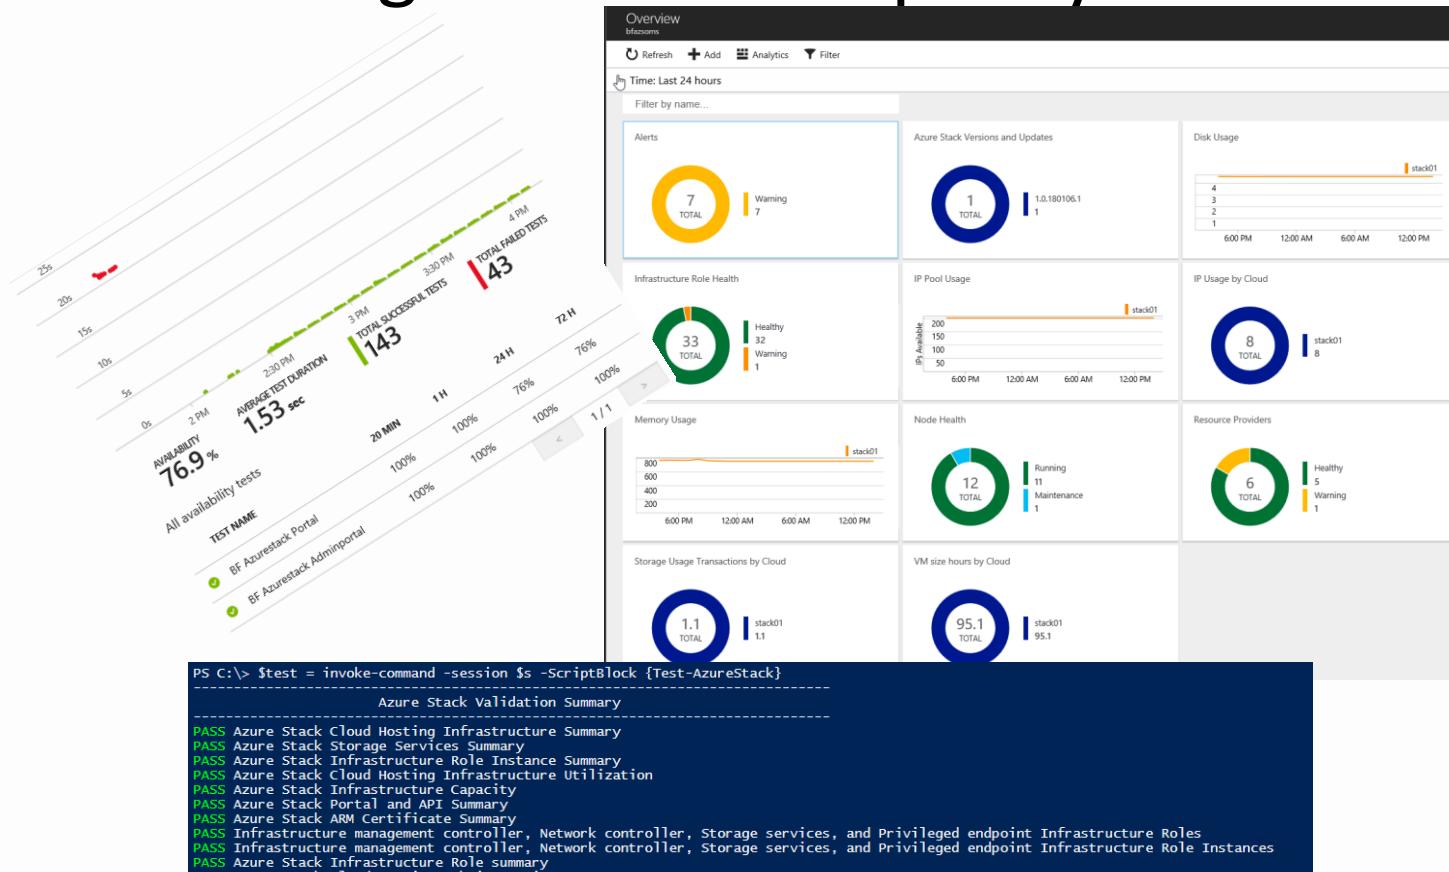 Overview
bfazsoms
Refresh Add Analytics Filter
Time: Last 24 hours
Filter by name...
Alerts
7
TOTAL
Warning
7
Azure Stack Versions and Updates
1
TOTAL
1.0.180106.1
1
Disk Usage
stack01
4
3
2
1
6:00 PM 12:00 AM 6:00 AM 12:00 PM
Infrastructure Role Health
33
TOTAL
Healthy
32
Warning
1
IP Pool Usage
stack01
IPs Available
200
150
100
50
6:00 PM 12:00 AM 6:00 AM 12:00 PM
IP Usage by Cloud
8
TOTAL
stack01
8
Memory Usage
stack01
800
600
400
200
6:00 PM 12:00 AM 6:00 AM 12:00 PM
Node Health
12
TOTAL
Running
11
Maintenance
1
Resource Providers
6
TOTAL
Healthy
5
Warning
1
Storage Usage Transactions by Cloud
1.1
TOTAL
stack01
1.1
VM size hours by Cloud
95.1
TOTAL
stack01
95.1
25s
20s
15s
10s
5s
0s
2 PM 2:30 PM 3 PM 3:30 PM 4 PM
AVAILABILITY
76.9 %
AVERAGE TEST DURATION
1.53 sec
TOTAL SUCCESSFUL TESTS
143
TOTAL FAILED TESTS
43
All availability tests
TEST NAME 20 MIN 1 H 24 H 72 H
BF Azurestack Portal 100% 100% 76% 76%
BF Azurestack Adminportal 100% 100% 100% 100%
< 1 / 1 >
PS C:\> $test = invoke-command -session $s -ScriptBlock {Test-AzureStack}
Azure Stack Validation Summary
PASS Azure Stack Cloud Hosting Infrastructure Summary
PASS Azure Stack Storage Services Summary
PASS Azure Stack Infrastructure Role Instance Summary
PASS Azure Stack Cloud Hosting Infrastructure Utilization
PASS Azure Stack Infrastructure Capacity
PASS Azure Stack Portal and API Summary
PASS Azure Stack ARM Certificate Summary
PASS Infrastructure management controller, Network controller, Storage services, and Privileged endpoint Infrastructure Roles
PASS Infrastructure management controller, Network controller, Storage services, and Privileged endpoint Infrastructure Role Instances
PASS Azure Stack Infrastructure Role summary